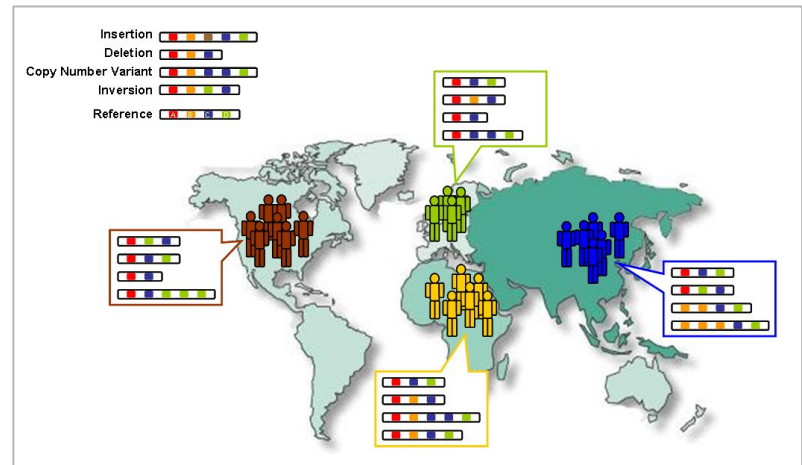 Insertion
Deletion
Copy Number Variant
Inversion
Reference A B C D